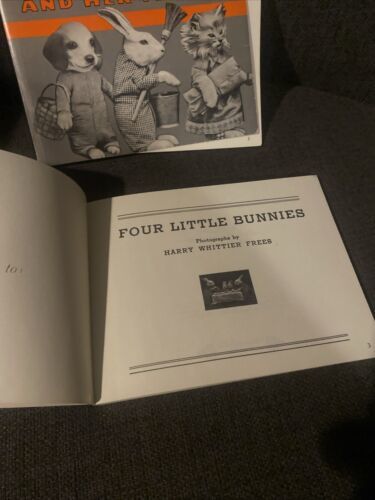 AND HER
to:
FOUR LITTLE BUNNIES
Photographs by
HARRY WHITTIER FREES
3